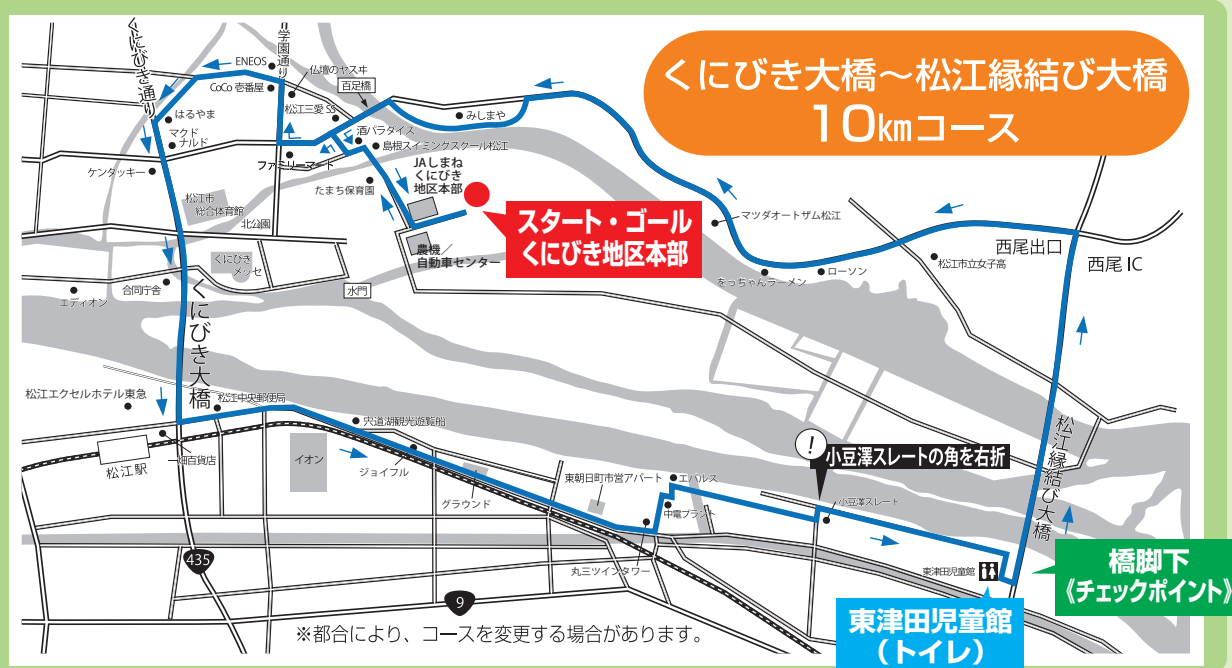 くにびき大橋~松江縁結び大橋
10kmコース
くにびき通り
学園通り
ENEOS
仏壇のヤスヰ
CoCo 壱番屋
百足橋
はるやま
松江三愛 SS
みしまや
マクド
ナルド
酒パラダイス
島根スイミングスクール松江
ファミリーマート
JAしまね
くにびき
地区本部
ケンタッキー
たまち保育園
松江市
総合体育館
北公園
スタート・ゴール
くにびき地区本部
マツダオートザム松江
農機/
自動車センター
くにびき
メッセ
西尾出口
西尾 IC
松江市立女子高
ローソン
をっちゃんラーメン
水門
合同庁舎
エディオン
くにびき大橋
松江エクセルホテル東急
松江中央郵便局
宍道湖観光遊覧船
松江縁結び大橋
一畑百貨店
松江駅
イオン
ジョイフル
!
小豆澤スレートの角を右折
東朝日町市営アパート
エバルス
グラウンド
中電プラント
小豆澤スレート
435
丸三ツインタワー
東津田児童館
橋脚下
《チェックポイント》
9
東津田児童館
(トイレ)
※都合により、コースを変更する場合があります。